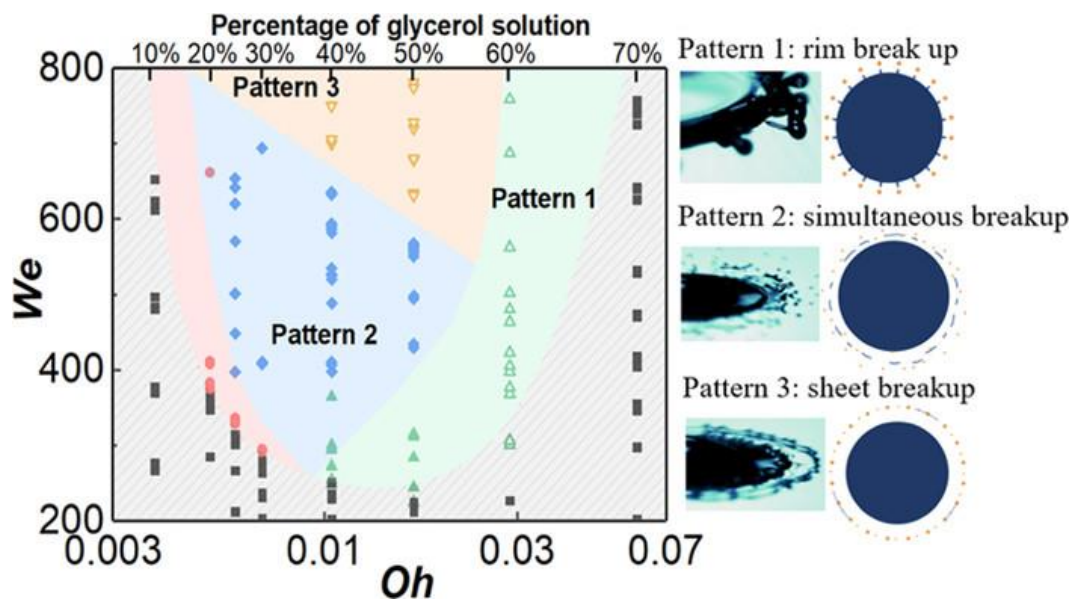 Percentage of glycerol solution
10% 20% 30% 40% 50% 60% 70%
800
600
400
200
We
0.003 0.01 0.03 0.07
Oh
Pattern 3
Pattern 1
Pattern 2
Pattern 1: rim break up
Pattern 2: simultaneous breakup
Pattern 3: sheet breakup